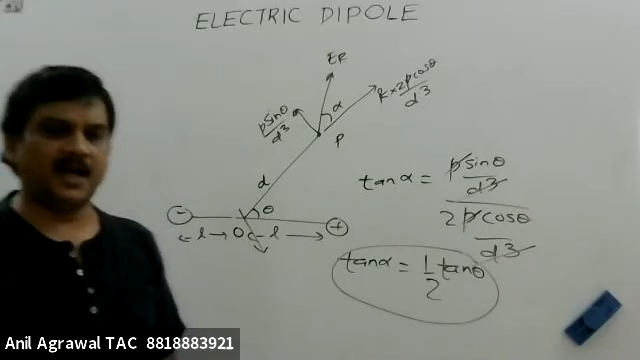 ELECTRIC DIPOLE
ER
α
K×2pcosθ
d3
psinθ
d3
P
d
θ
-
+
l O l
tanα = psinθ
d3
2pcosθ
d3
tanα = 1 tanθ
2
Anil Agrawal TAC 8818883921